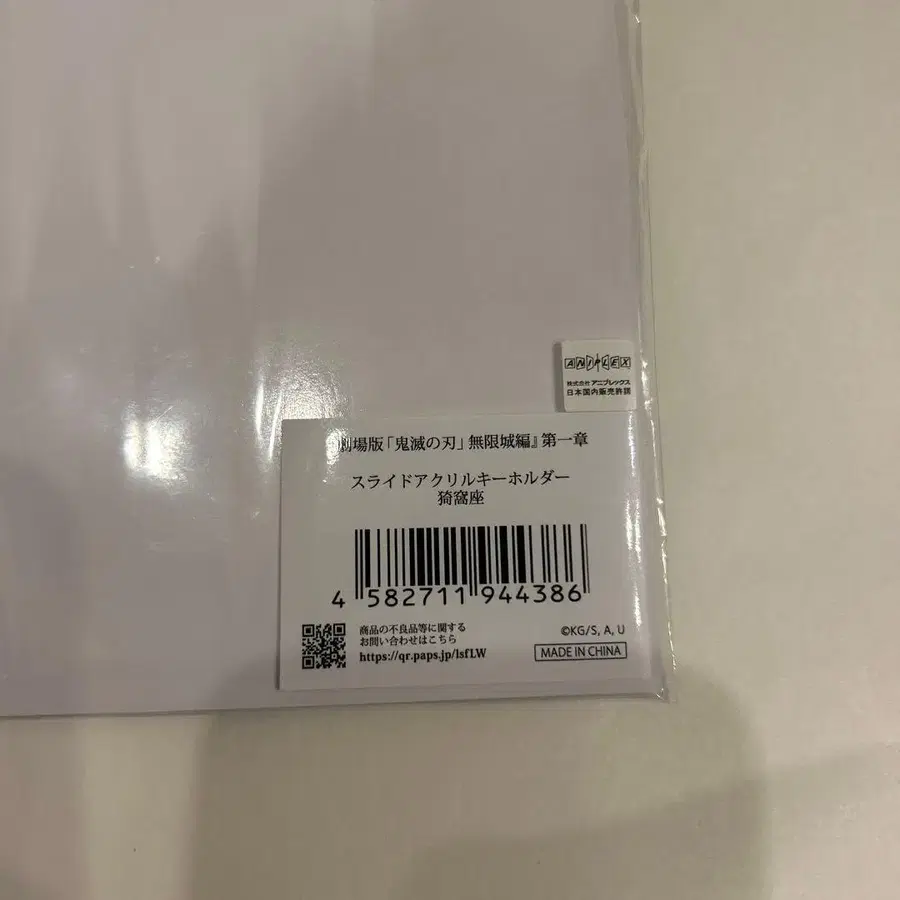 ANIPLEX
株式会社アニプレックス
日本国内販売許諾
劇場版「鬼滅の刃」無限城編』第一章
スライドアクリルキーホルダー
猗窩座
4 582711 944386
商品の不良品等に関する
お問い合わせはこちら
https://qr.paps.jp/lsfLW
©KG/S, A, U
MADE IN CHINA